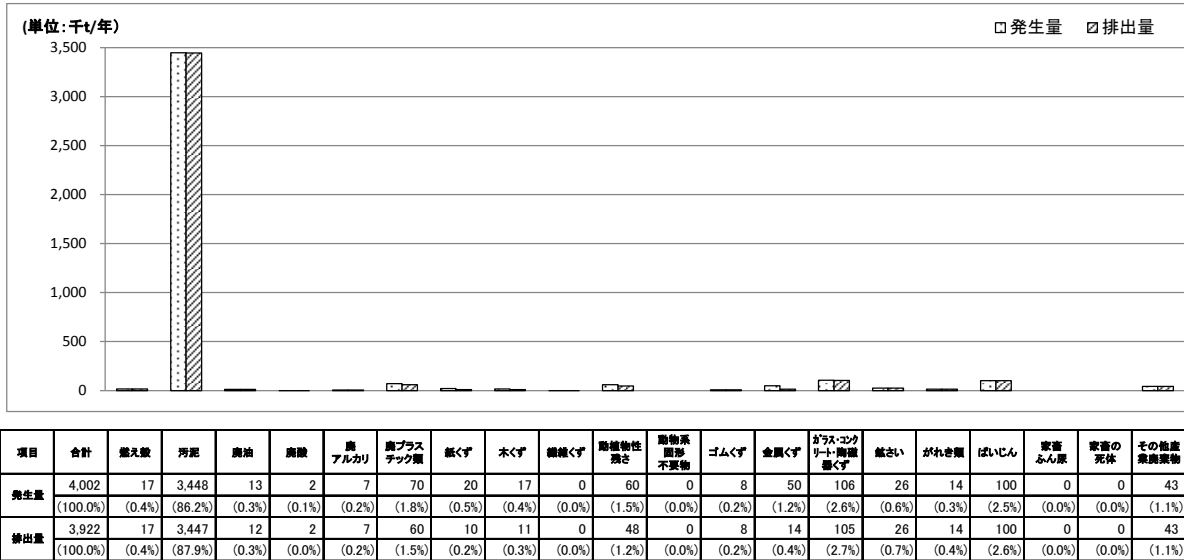 (単位：千t/年)
発生量 排出量
3,500
3,000
2,500
2,000
1,500
1,000
500
0
項目 合計 燃え殻 汚泥 廃油 廃酸 廃アルカリ 廃プラスチック類 紙くず 木くず 繊維くず 動植物性残さ 動物系固形不要物 ゴムくず 金属くず ガラス・コンクリート・陶磁器くず 鉱さい がれき類 ばいじん 家畜ふん尿 家畜の死体 その他産業廃棄物
発生量 4,002 17 3,448 13 2 7 70 20 17 0 60 0 8 50 106 26 14 100 0 0 43
(100.0%) (0.4%) (86.2%) (0.3%) (0.1%) (0.2%) (1.8%) (0.5%) (0.4%) (0.0%) (1.5%) (0.0%) (0.2%) (1.2%) (2.6%) (0.6%) (0.3%) (2.5%) (0.0%) (0.0%) (1.1%)
排出量 3,922 17 3,447 12 2 7 60 10 11 0 48 0 8 14 105 26 14 100 0 0 43
(100.0%) (0.4%) (87.9%) (0.3%) (0.0%) (0.2%) (1.5%) (0.2%) (0.3%) (0.0%) (1.2%) (0.0%) (0.2%) (0.4%) (2.7%) (0.7%) (0.4%) (2.6%) (0.0%) (0.0%) (1.1%)